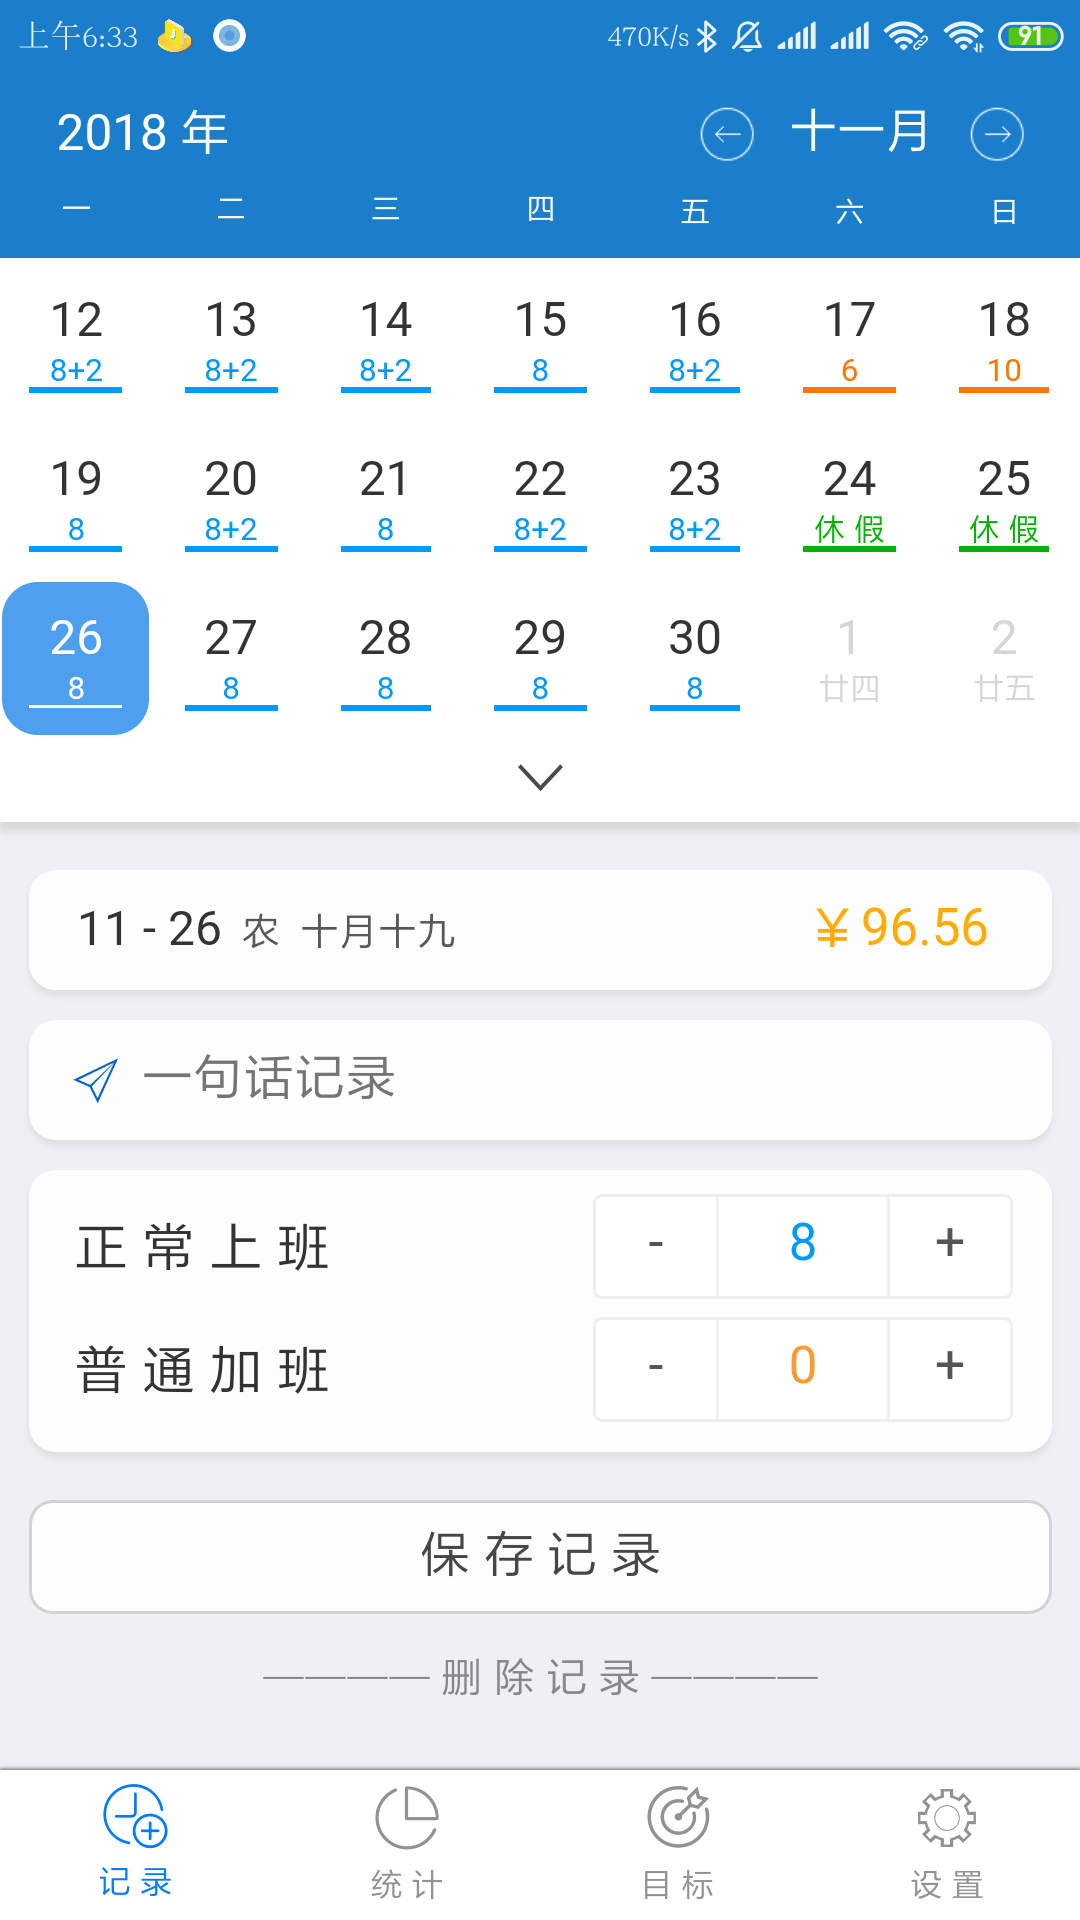 上午6:33 470K/s 91
2018 年 十一月
一 二 三 四 五 六 日
12 13 14 15 16 17 18
8+2 8+2 8+2 8 8+2 6 10
19 20 21 22 23 24 25
8 8+2 8 8+2 8+2 休 假 休 假
26 27 28 29 30 1 2
8 8 8 8 8 廿四 廿五
11 - 26 农 十月十九 ￥96.56
一句话记录
正 常 上 班 - 8 +
普 通 加 班 - 0 +
保 存 记 录
———— 删 除 记 录 ————
记 录 统 计 目 标 设 置